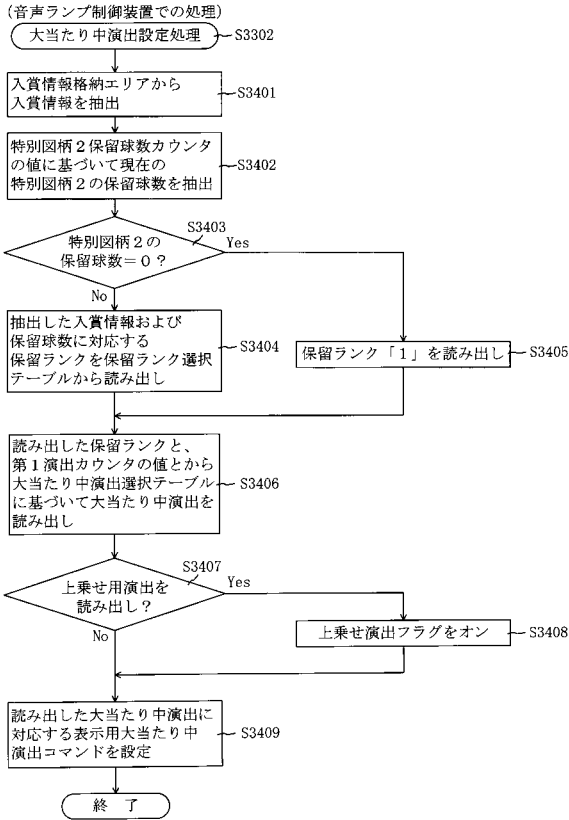 (音声ランプ制御装置での処理)
大当たり中演出設定処理
S3302
入賞情報格納エリアから
入賞情報を抽出
S3401
特別図柄2保留球数カウンタ
の値に基づいて現在の
特別図柄2の保留球数を抽出
S3402
S3403
特別図柄2の
保留球数=0?
Yes
No
抽出した入賞情報および
保留球数に対応する
保留ランクを保留ランク選択
テーブルから読み出し
S3404
保留ランク「1」を読み出し
S3405
読み出した保留ランクと、
第1演出カウンタの値とから
大当たり中演出選択テーブル
に基づいて大当たり中演出を
読み出し
S3406
S3407
上乗せ用演出を
読み出し?
Yes
No
上乗せ演出フラグをオン
S3408
読み出した大当たり中演出に
対応する表示用大当たり中
演出コマンドを設定
S3409
終 了